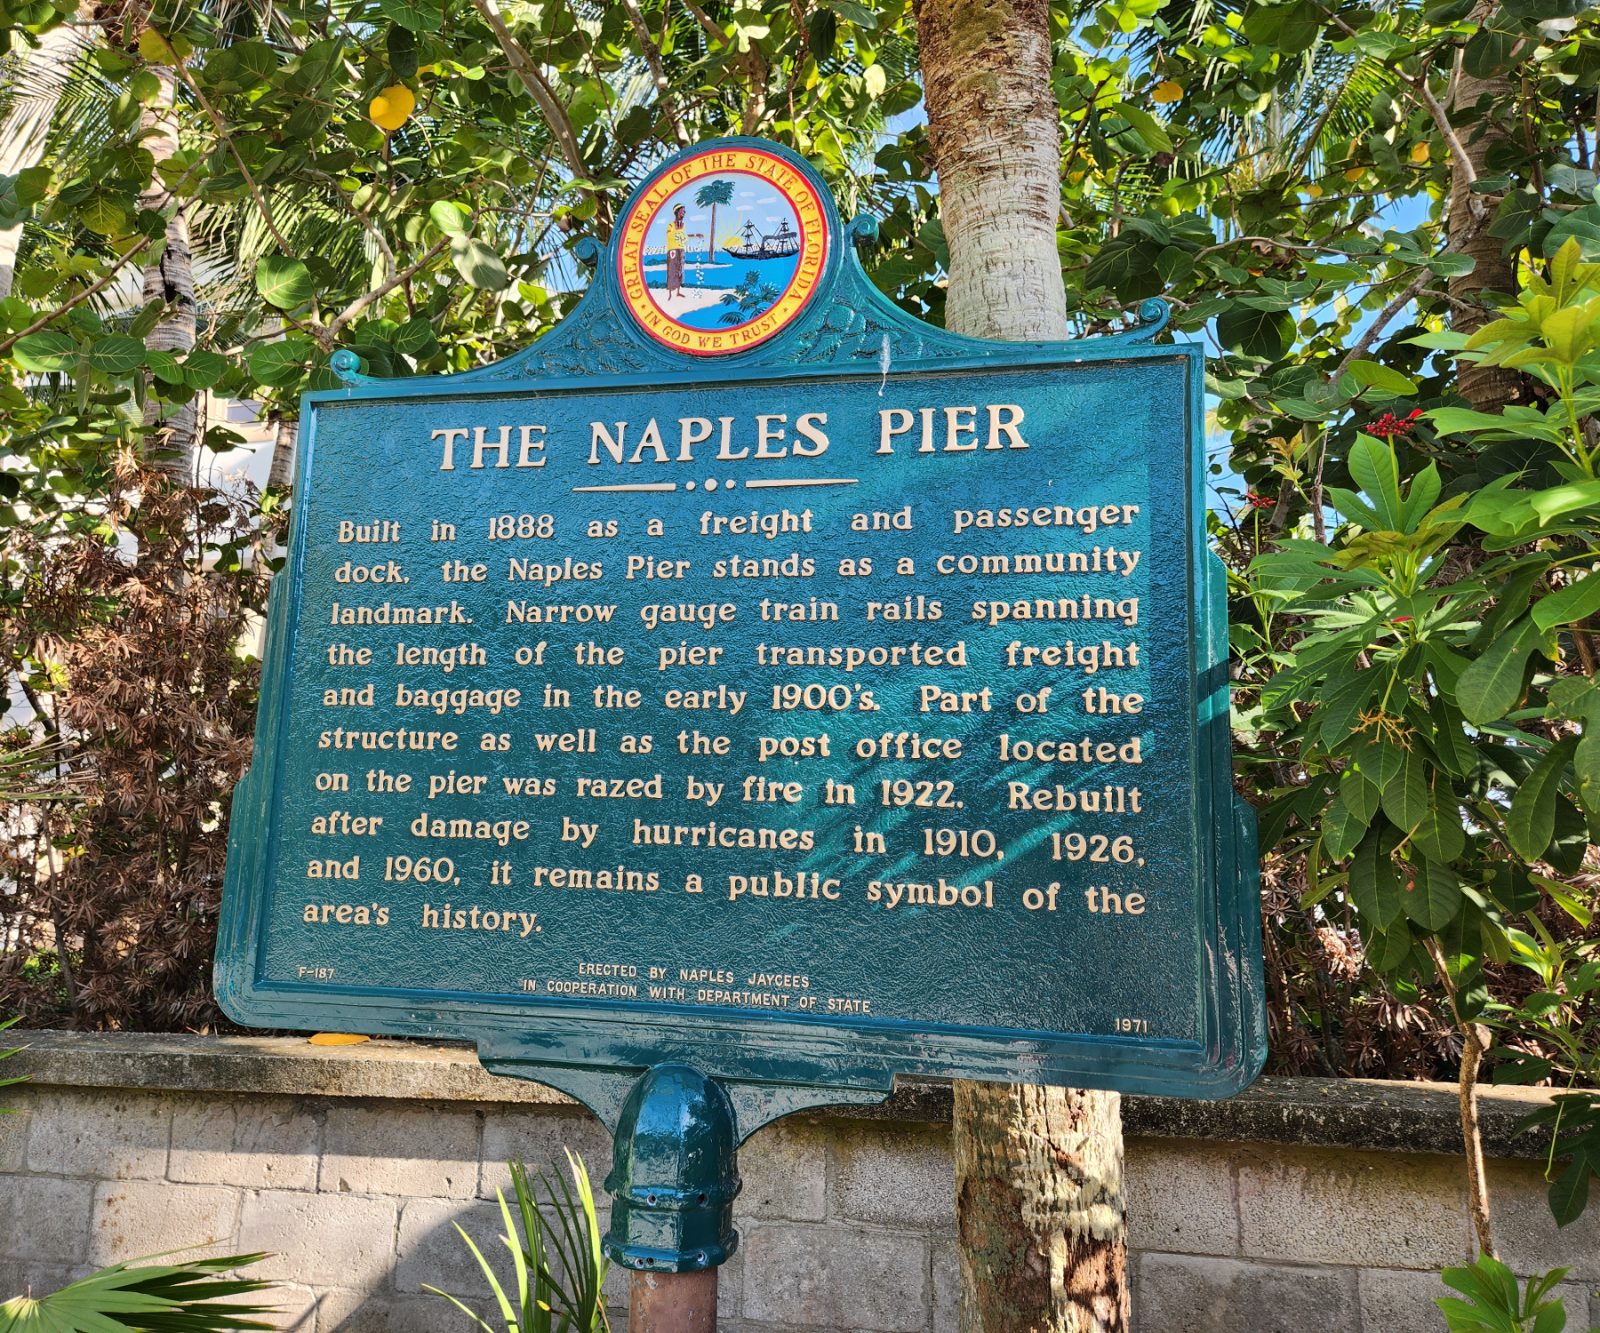 GREAT SEAL OF THE STATE OF FLORIDA
IN GOD WE TRUST
THE NAPLES PIER
Built in 1888 as a freight and passenger
dock, the Naples Pier stands as a community
landmark. Narrow gauge train rails spanning
the length of the pier transported freight
and baggage in the early 1900's. Part of the
structure as well as the post office located
on the pier was razed by fire in 1922. Rebuilt
after damage by hurricanes in 1910, 1926,
and 1960, it remains a public symbol of the
area's history.
F-187
ERECTED BY NAPLES JAYCEES
IN COOPERATION WITH DEPARTMENT OF STATE
1971